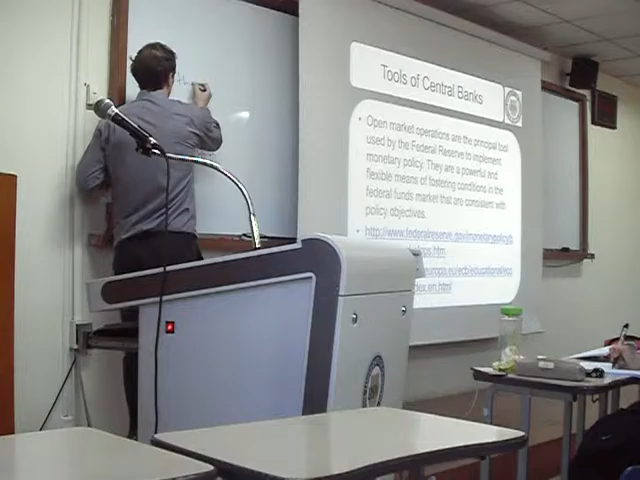 Tools of Central Banks
• Open market operations are the principal tool
used by the Federal Reserve to implement
monetary policy. They are a powerful and
flexible means of fostering conditions in the
federal funds market that are consistent with
policy objectives.
• http://www.federalreserve.gov/monetarypolicy/